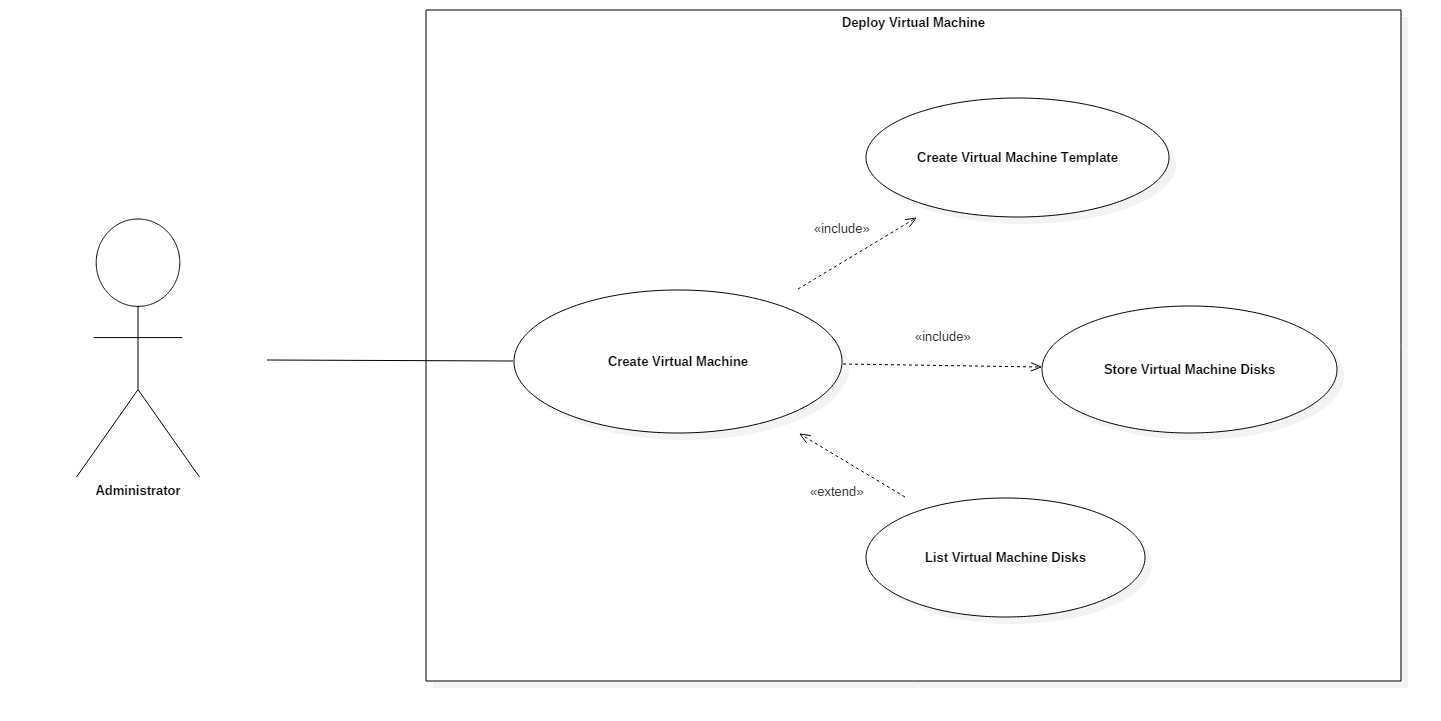 Deploy Virtual Machine
Create Virtual Machine Template
«include»
«include»
Create Virtual Machine
Store Virtual Machine Disks
Administrator
«extend»
List Virtual Machine Disks